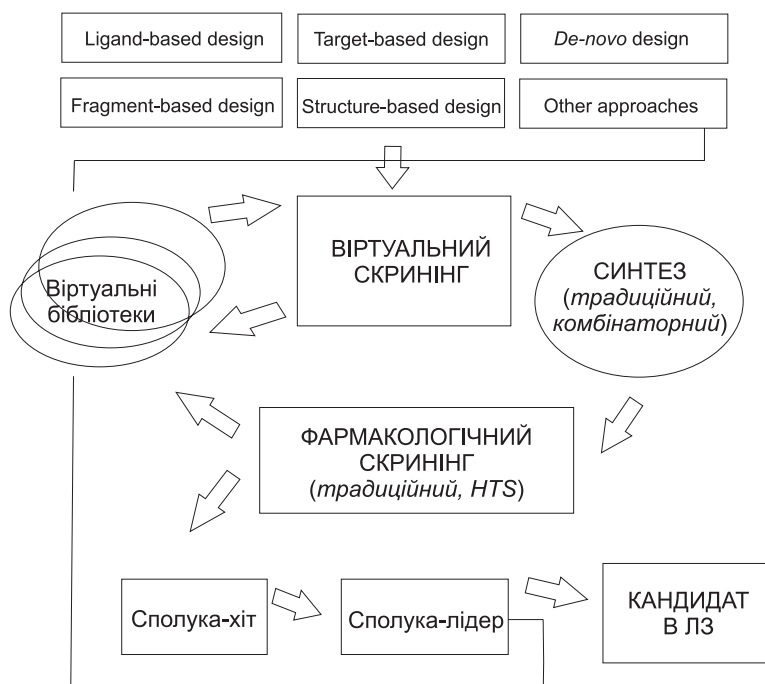 Ligand-based design
Target-based design
De-novo design
Fragment-based design
Structure-based design
Other approaches
Віртуальні
бібліотеки
ВІРТУАЛЬНИЙ
СКРИНІНГ
СИНТЕЗ
(традиційний,
комбінаторний)
ФАРМАКОЛОГІЧНИЙ
СКРИНІНГ
(традиційний, HTS)
Сполука-хіт
Сполука-лідер
КАНДИДАТ
В ЛЗ